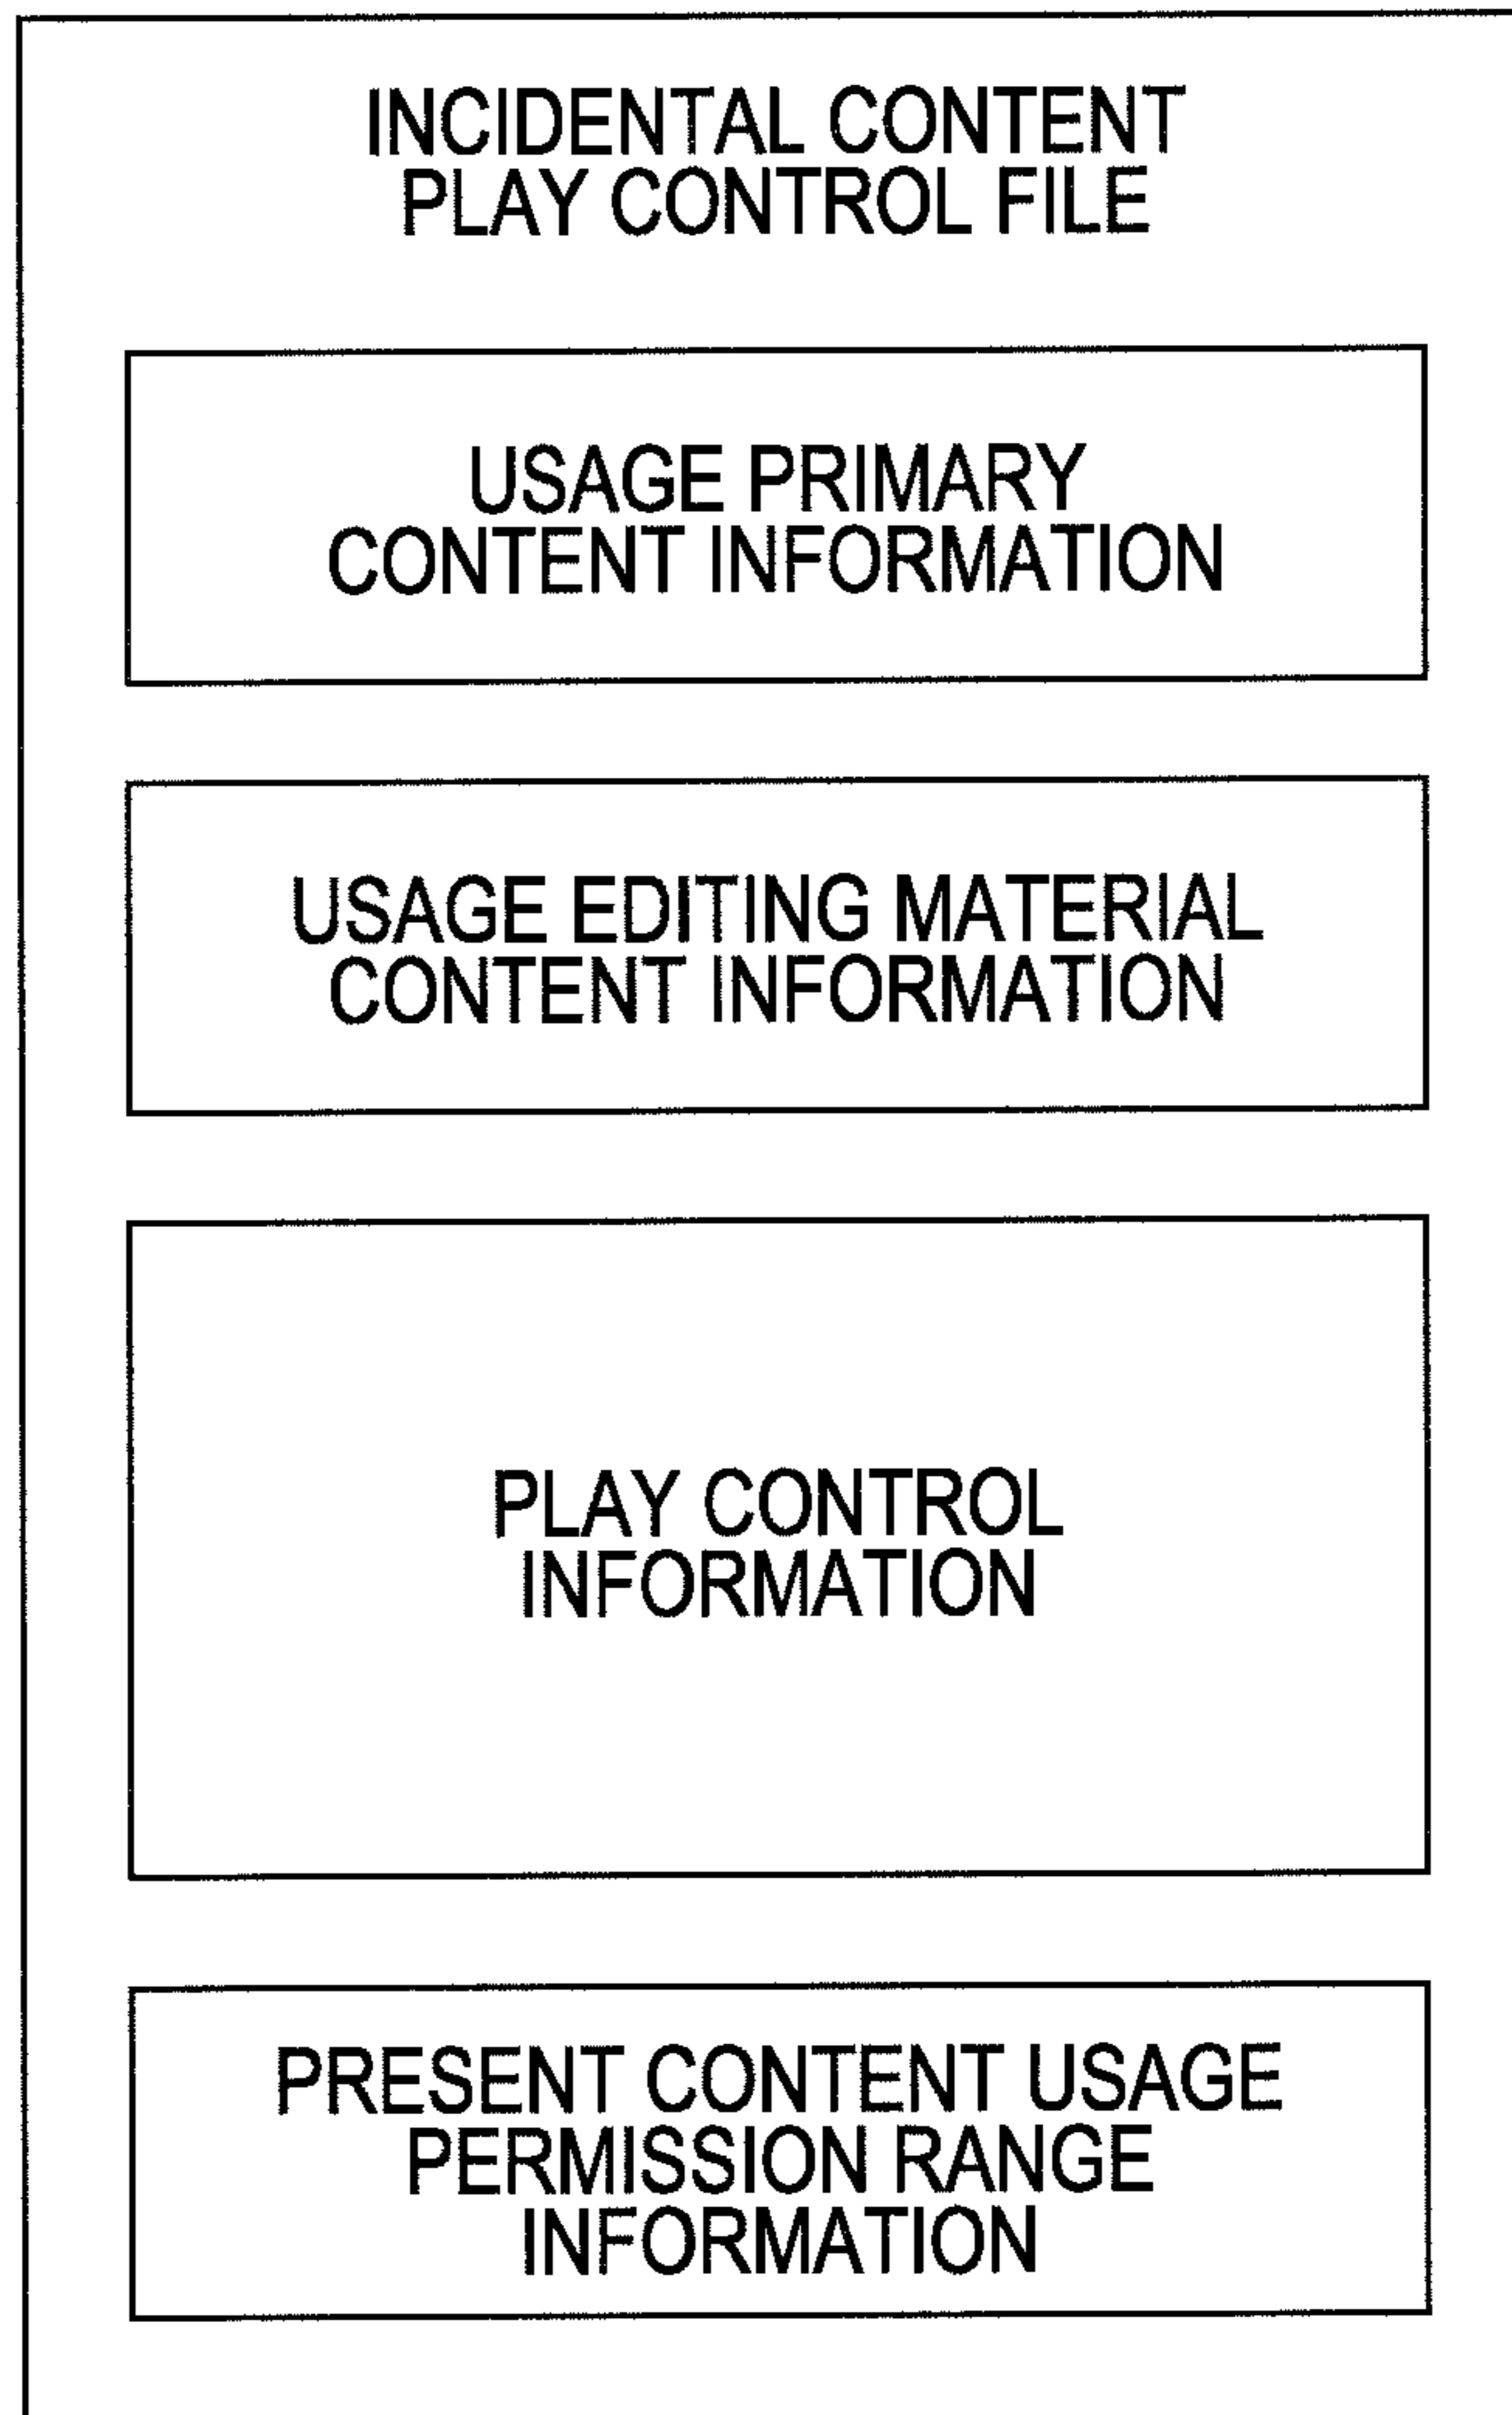 INCIDENTAL CONTENT
PLAY CONTROL FILE
USAGE PRIMARY
CONTENT INFORMATION
USAGE EDITING MATERIAL
CONTENT INFORMATION
PLAY CONTROL
INFORMATION
PRESENT CONTENT USAGE
PERMISSION RANGE
INFORMATION